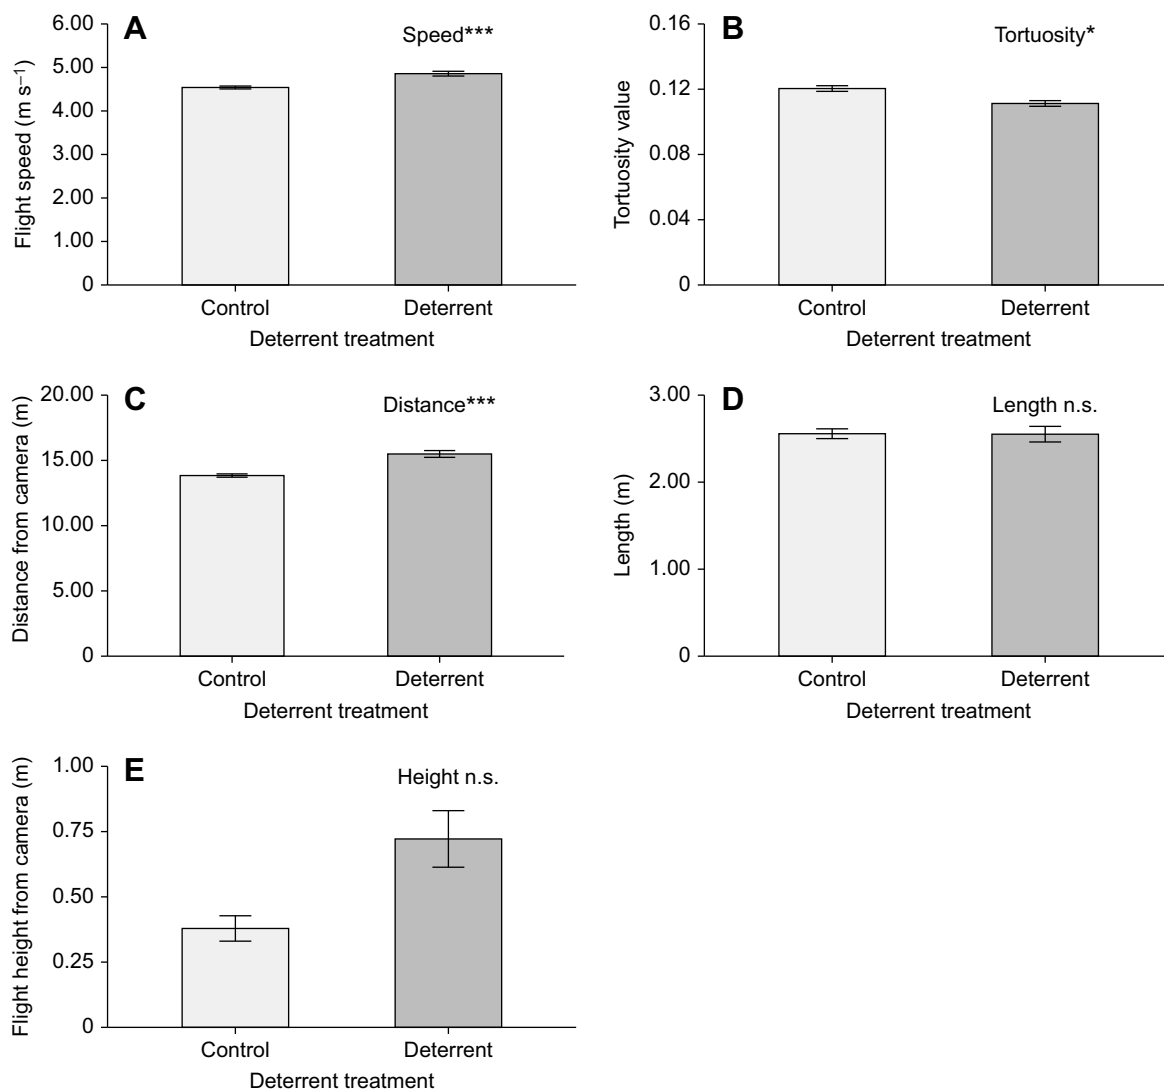 A
Speed***
Flight speed (m s−1)
6.00
5.00
4.00
3.00
2.00
1.00
0
Control
Deterrent
Deterrent treatment
B
Tortuosity*
Tortuosity value
0.16
0.12
0.08
0.04
0
Control
Deterrent
Deterrent treatment
C
Distance***
Distance from camera (m)
20.00
15.00
10.00
5.00
0
Control
Deterrent
Deterrent treatment
D
Length n.s.
Length (m)
3.00
2.00
1.00
0
Control
Deterrent
Deterrent treatment
E
Height n.s.
Flight height from camera (m)
1.00
0.75
0.50
0.25
0
Control
Deterrent
Deterrent treatment